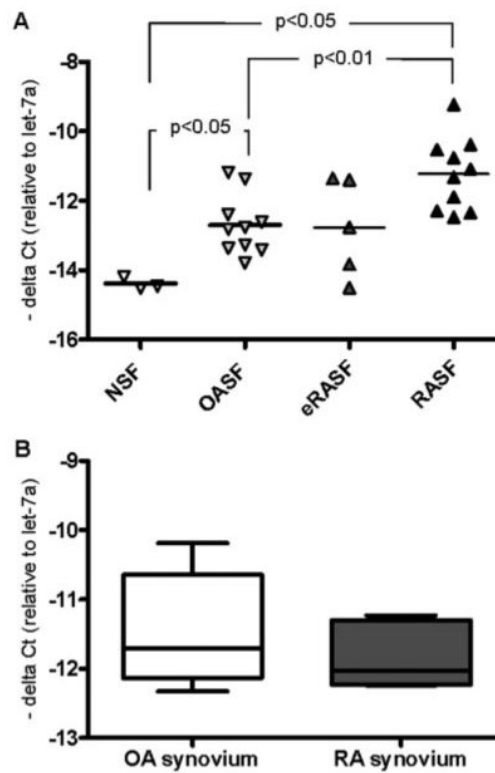 A
p<0.05
p<0.01
p<0.05
- delta Ct (relative to let-7a)
-8
-10
-12
-14
-16
NSF
OASF
eRASF
RASF
B
- delta Ct (relative to let-7a)
-9
-10
-11
-12
-13
OA synovium
RA synovium